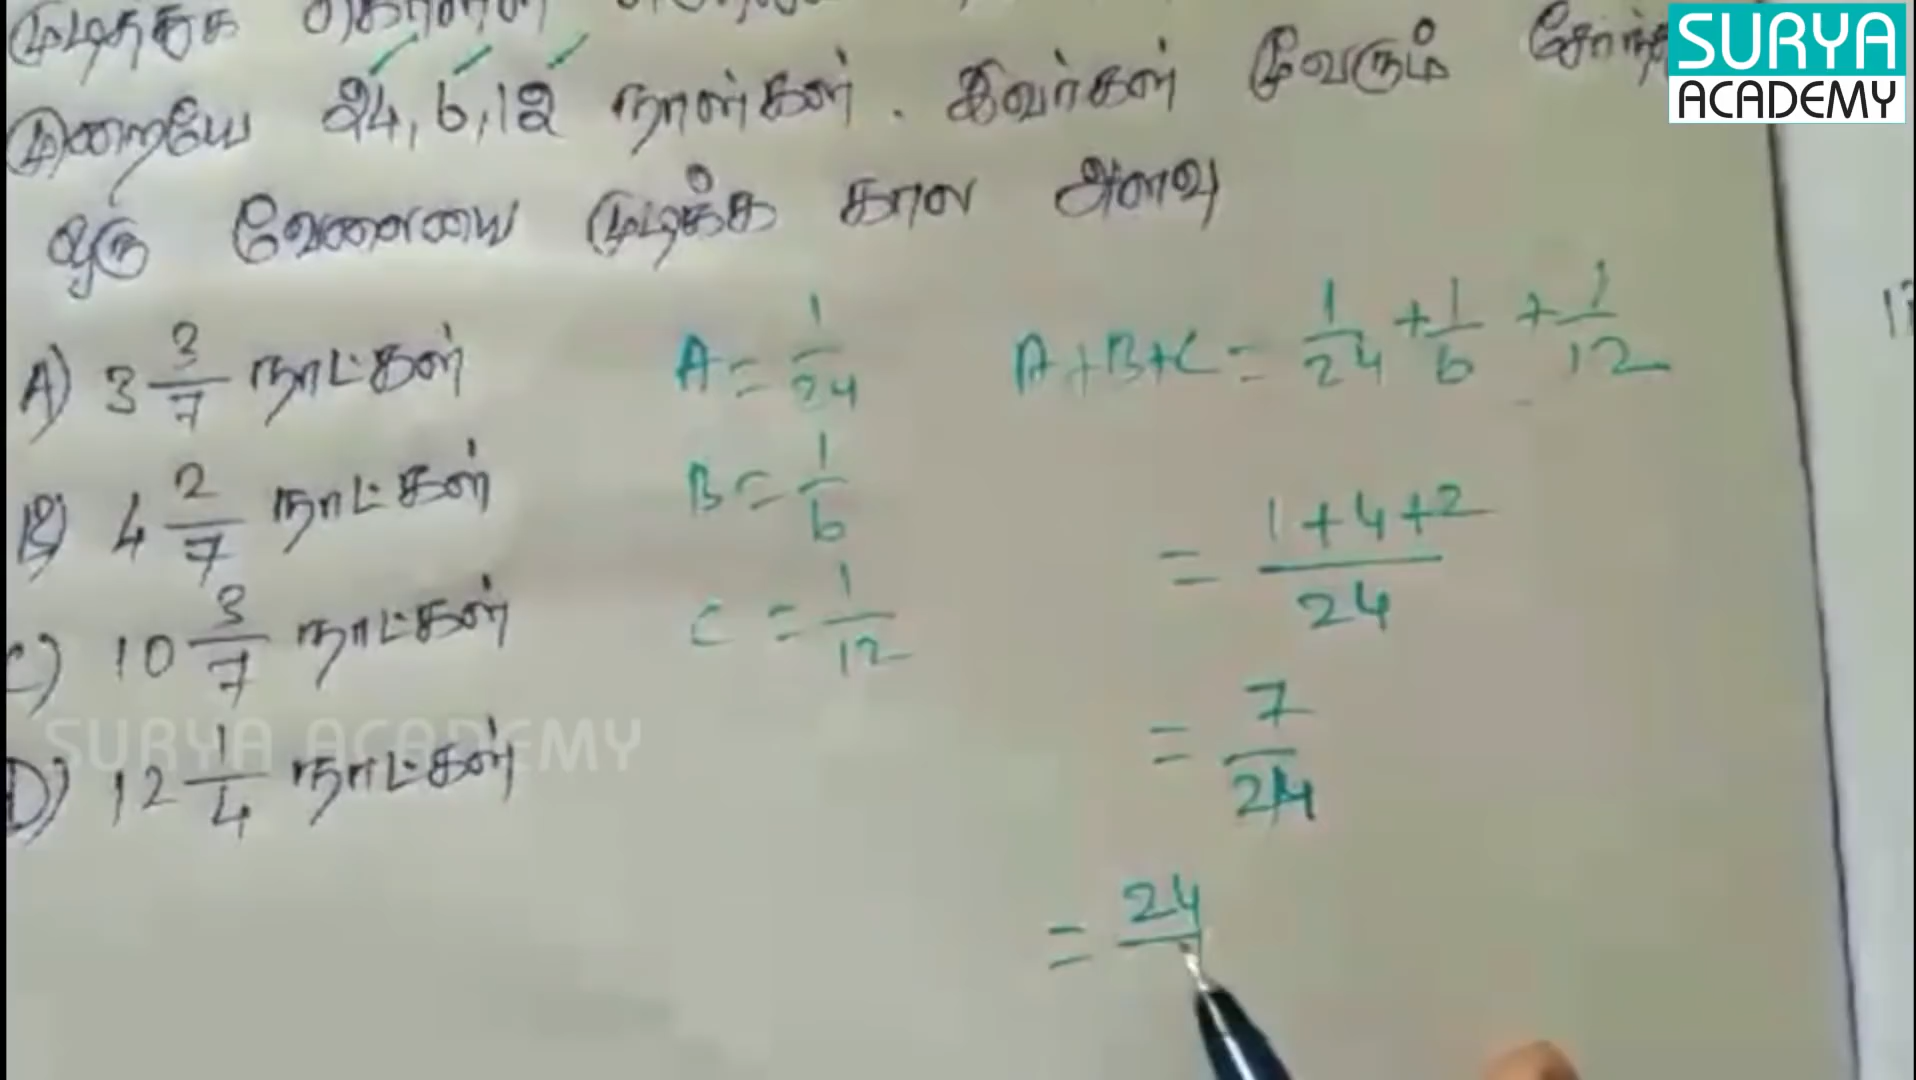 SURYA
ACADEMY
முறையே 24, 6, 12 நாள்கள். இவர்கள் மூவரும்
ஒரு வேலையை முடிக்க கால அளவு
A) 3 3/7 நாட்கள்
B) 4 2/7 நாட்கள்
C) 10 3/7 நாட்கள்
D) 12 1/4 நாட்கள்
A = 1/24
B = 1/6
C = 1/12
A+B+C = 1/24 + 1/6 + 1/12
= 1+4+2/24
= 7/24
= 24/
SURYA ACADEMY